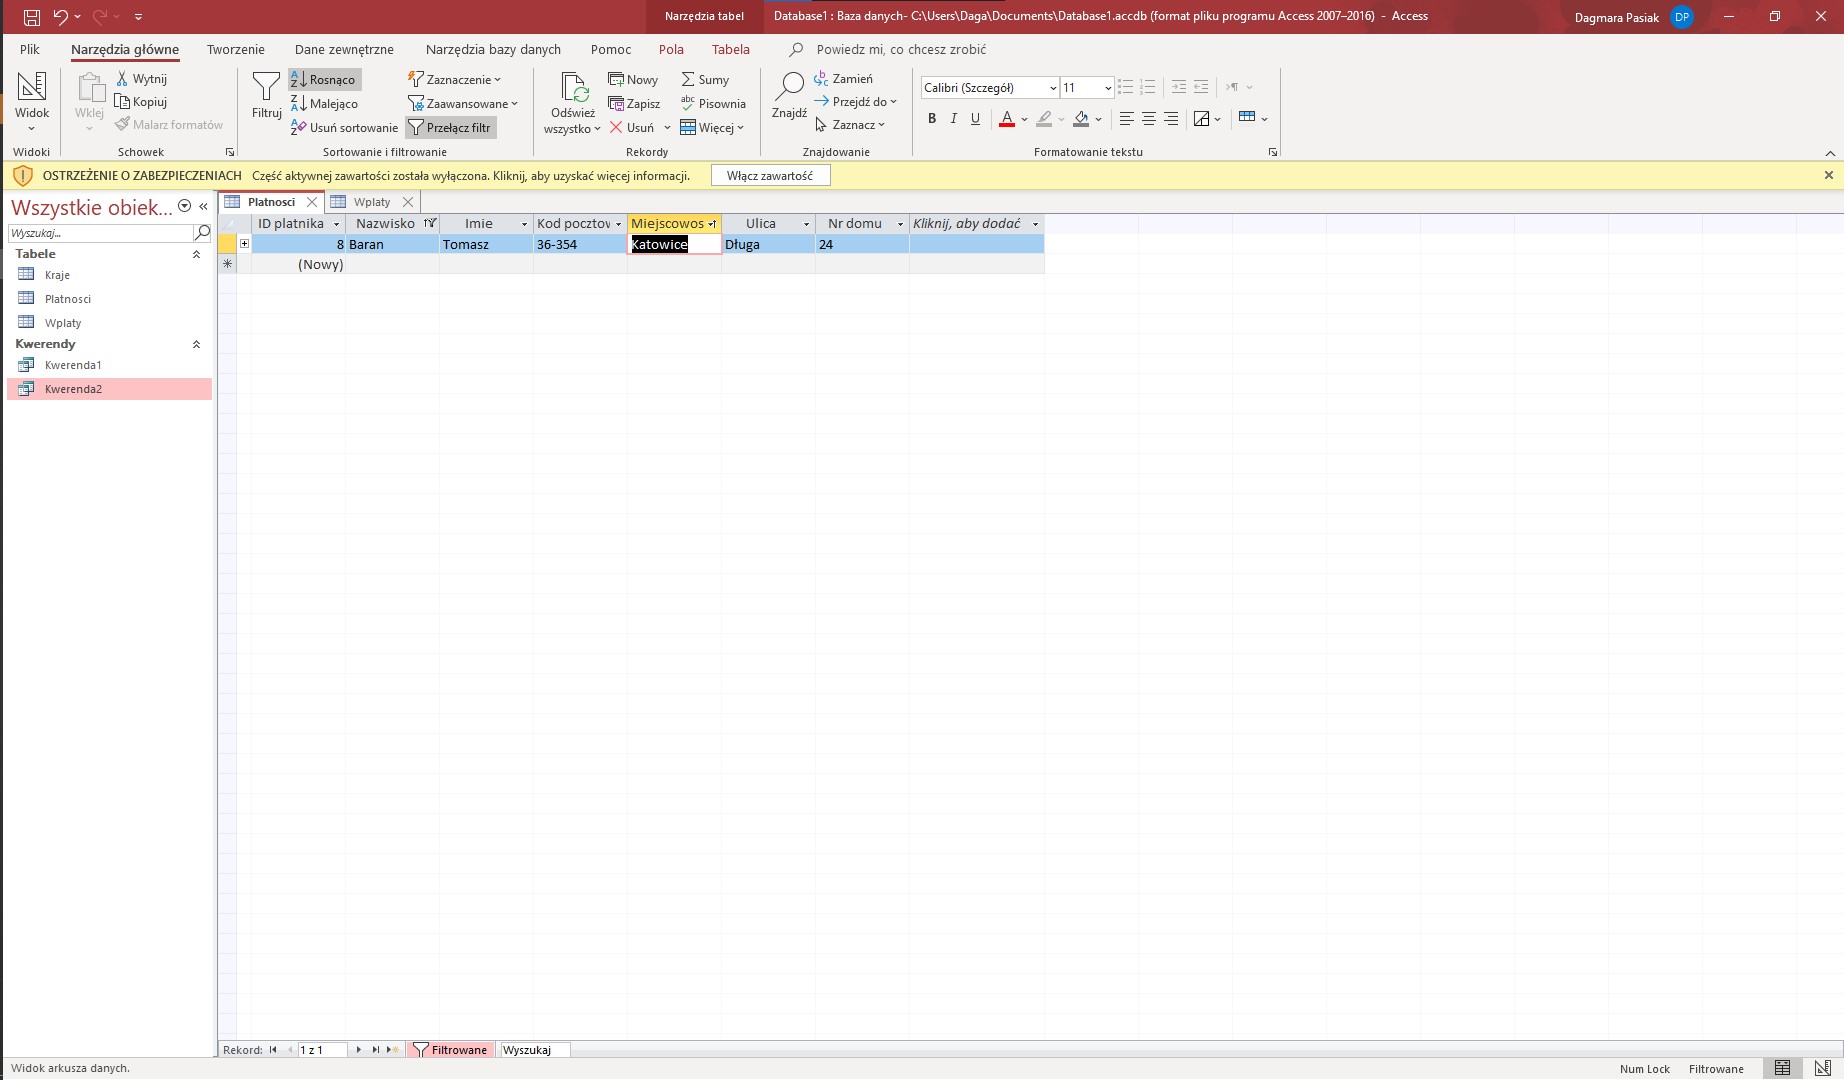 Narzędzia tabel
Database1 : Baza danych- C:\Users\Daga\Documents\Database1.accdb (format pliku programu Access 2007–2016) - Access
Dagmara Pasiak
DP
Plik
Narzędzia główne
Tworzenie
Dane zewnętrzne
Narzędzia bazy danych
Pomoc
Pola
Tabela
Powiedz mi, co chcesz zrobić
Widok
Widoki
Wklej
Wytnij
Kopiuj
Malarz formatów
Schowek
Filtruj
Rosnąco
Malejąco
Usuń sortowanie
Zaznaczenie
Zaawansowane
Przełącz filtr
Sortowanie i filtrowanie
Odśwież
wszystko
Nowy
Zapisz
Usuń
Sumy
Pisownia
Więcej
Rekordy
Znajdź
Zamień
Przejdź do
Zaznacz
Znajdowanie
Calibri (Szczegół)
11
B I U
Formatowanie tekstu
OSTRZEŻENIE O ZABEZPIECZENIACH Część aktywnej zawartości została wyłączona. Kliknij, aby uzyskać więcej informacji.
Włącz zawartość
Wszystkie obiek...
Wyszukaj...
Tabele
Kraje
Platnosci
Wplaty
Kwerendy
Kwerenda1
Kwerenda2
Platnosci
Wplaty
ID platnika Nazwisko Imie Kod pocztov Miejscowos Ulica Nr domu Kliknij, aby dodać
8 Baran Tomasz 36-354 Katowice Długa 24
(Nowy)
Rekord: 1 z 1 Filtrowane Wyszukaj
Widok arkusza danych.
Num Lock
Filtrowane